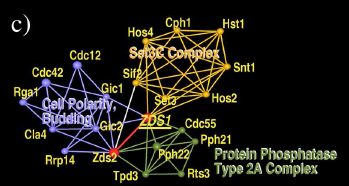 c)
Cph1
Hst1
Hos4
Set3C Complex
Cdc12
Snt1
Sif2
Cdc42
Gic1
Hos2
Rga1
Set3
Cell Polarity,
Budding
ZDS1
Cdc55
Cla4
Gic2
Pph21
Zds2
Pph22
Protein Phosphatase
Type 2A Complex
Rrp14
Tpd3
Rts3